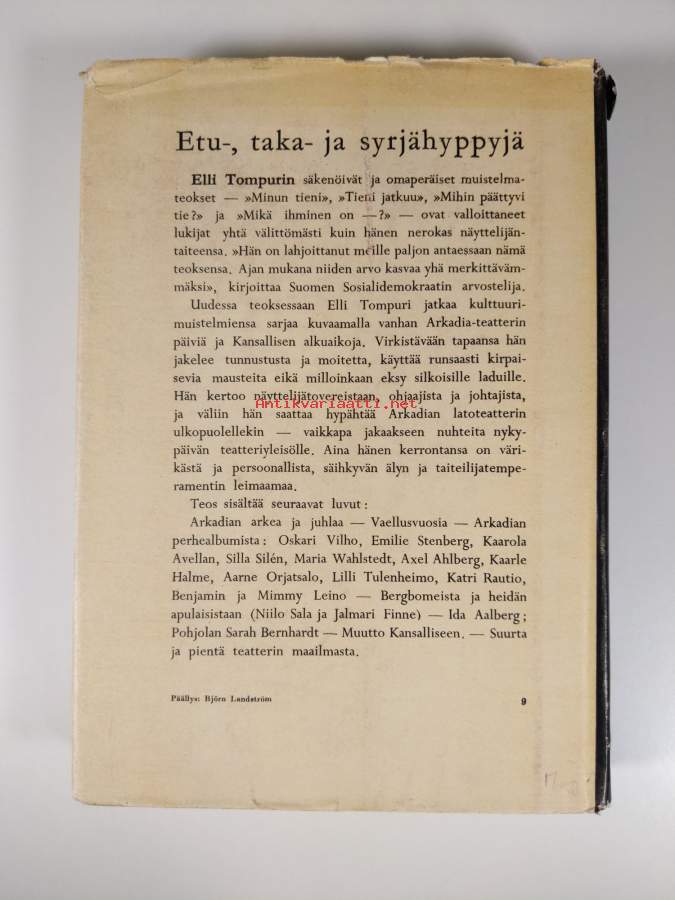 Etu-, taka- ja syrjähyppyjä
Elli Tompurin säkenöivät ja omaperäiset muistelma-
teokset — »Minun tieni», »Tieni jatkuu», »Mihin päättyvi
tie?» ja »Mikä ihminen on —?» — ovat valloittaneet
lukijat yhtä välittömästi kuin hänen nerokas näyttelijän-
taiteensa. »Hän on lahjoittanut meille paljon antaessaan nämä
teoksensa. Ajan mukana niiden arvo kasvaa yhä merkittäväm-
mäksi», kirjoittaa Suomen Sosialidemokraatin arvostelija.
Uudessa teoksessaan Elli Tompuri jatkaa kulttuuri-
muistelmiensa sarjaa kuvaamalla vanhan Arkadia-teatterin
päiviä ja Kansallisen alkuaikoja. Virkistävään tapaansa hän
jakelee tunnustusta ja moitetta, käyttää runsaasti kirpai-
sevia mausteita eikä milloinkaan eksy silkoisille laduille.
Hän kertoo näyttelijätovereistaan, ohjaajista ja johtajista,
Antikvariaatti.net
ja väliin hän saattaa hypähtää Arkadian latoteatterin
ulkopuolellekin — vaikkapa jakaakseen nuhteita nyky-
päivän teatteriyleisölle. Aina hänen kerrontansa on väri-
kästä ja persoonallista, säihkyvän älyn ja taiteilijatempe-
ramentin leimaamaa.
Teos sisältää seuraavat luvut:
Arkadian arkea ja juhlaa — Vaellusvuosia — Arkadian
perhealbumista: Oskari Vilho, Emilie Stenberg, Kaarola
Avellan, Silla Silén, Maria Wahlstedt, Axel Ahlberg, Kaarle
Halme, Aarne Orjatsalo, Lilli Tulenheimo, Katri Rautio,
Benjamin ja Mimmy Leino — Bergbomeista ja heidän
apulaisistaan (Niilo Sala ja Jalmari Finne) — Ida Aalberg;
Pohjolan Sarah Bernhardt — Muutto Kansalliseen. — Suurta
ja pientä teatterin maailmasta.
Päällys: Björn Landström 9